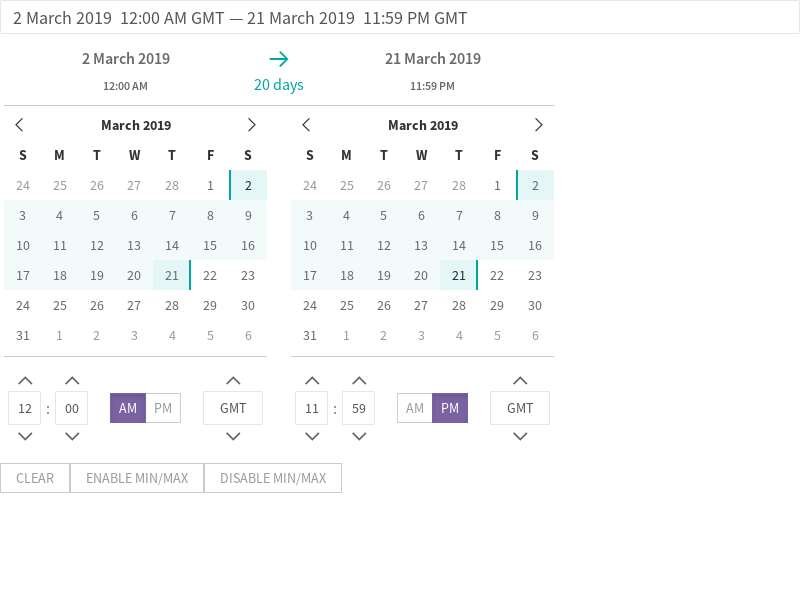 2 March 2019  12:00 AM GMT — 21 March 2019  11:59 PM GMT
2 March 2019
12:00 AM
20 days
21 March 2019
11:59 PM
March 2019
S M T W T F S
24 25 26 27 28 1 2
3 4 5 6 7 8 9
10 11 12 13 14 15 16
17 18 19 20 21 22 23
24 25 26 27 28 29 30
31 1 2 3 4 5 6
12 : 00 AM PM GMT
March 2019
S M T W T F S
24 25 26 27 28 1 2
3 4 5 6 7 8 9
10 11 12 13 14 15 16
17 18 19 20 21 22 23
24 25 26 27 28 29 30
31 1 2 3 4 5 6
11 : 59 AM PM GMT
CLEAR ENABLE MIN/MAX DISABLE MIN/MAX